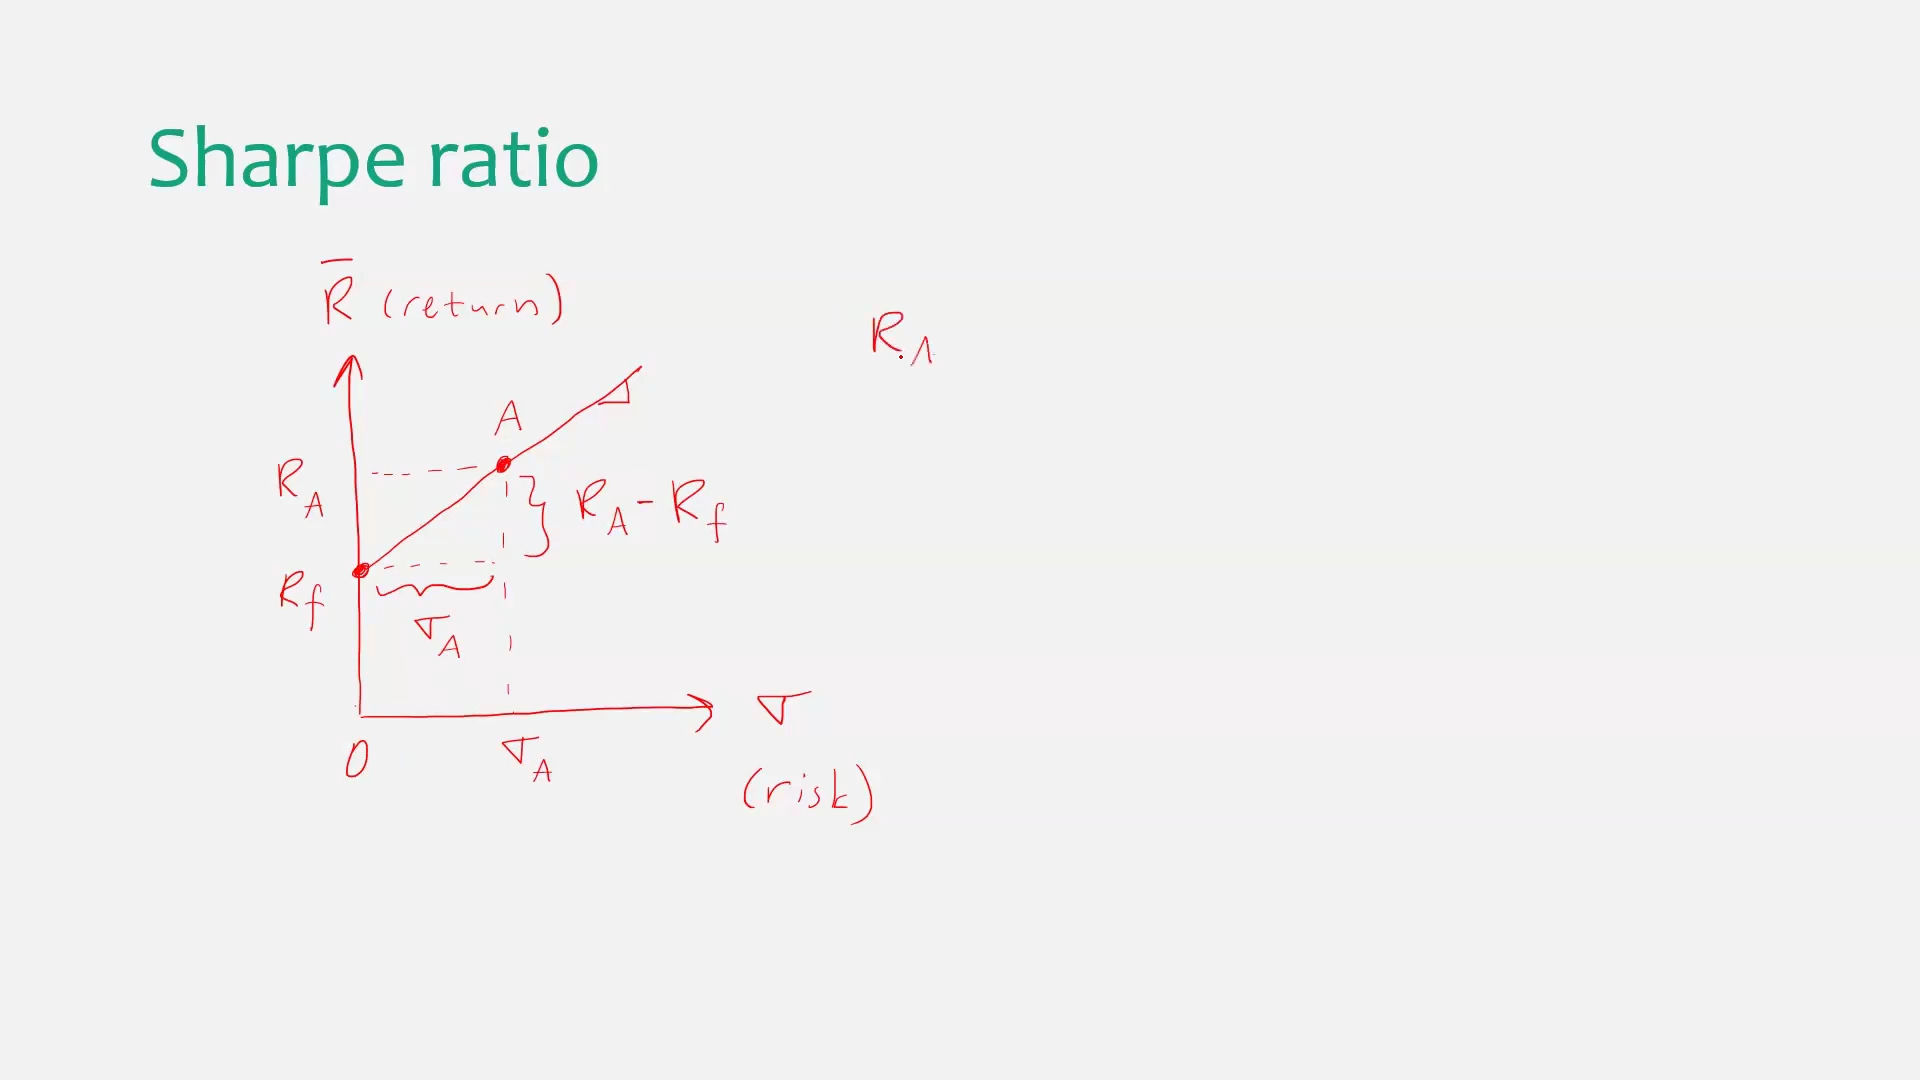 Sharpe ratio
R̅ (return)
R_A
A
R_A
R_A - R_f
R_f
σ_A
σ
0
σ_A
(risk)